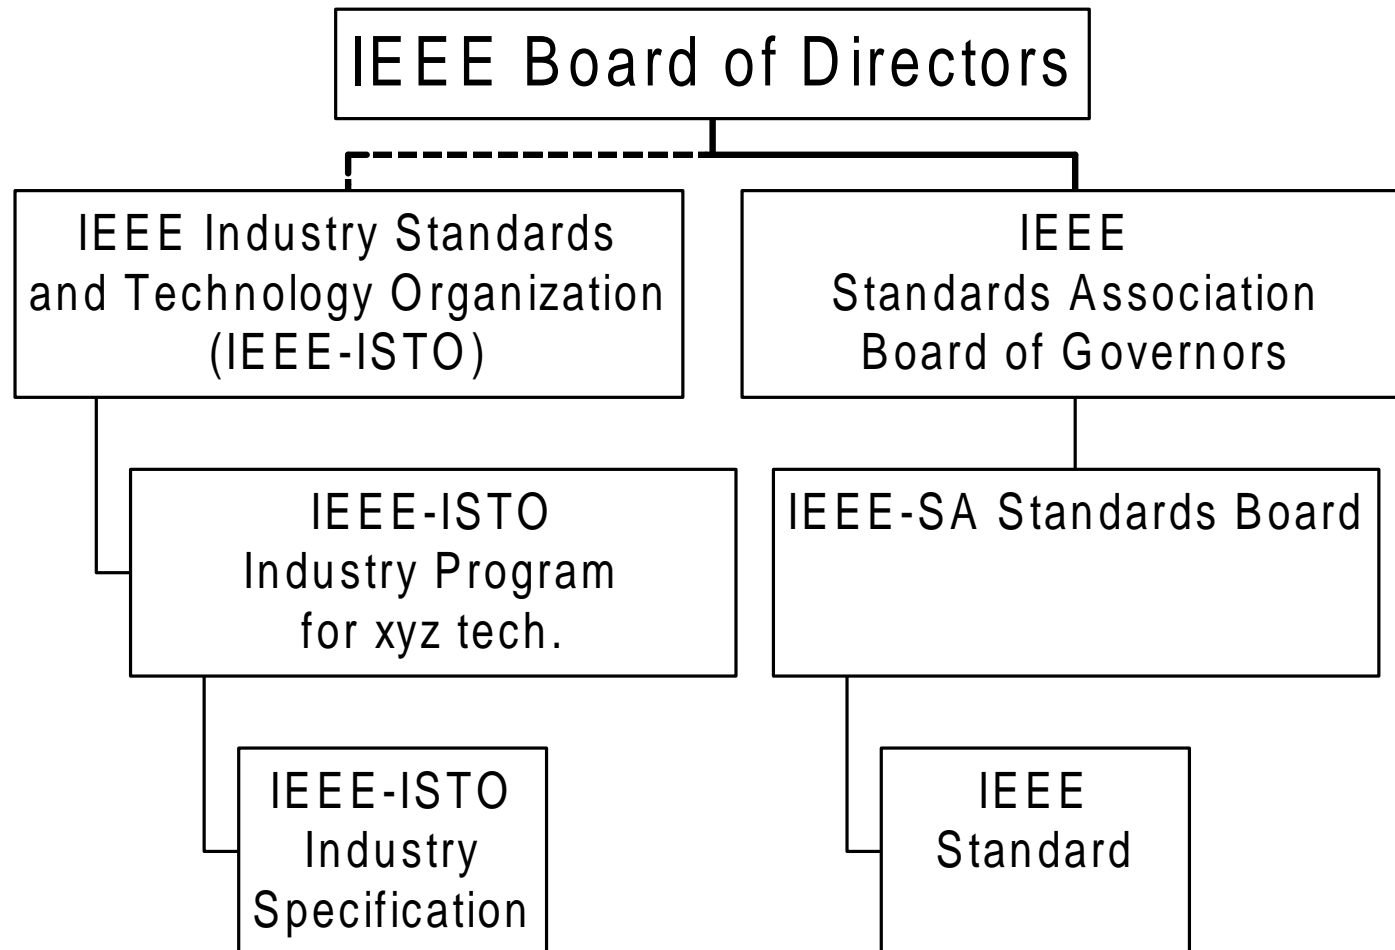 IEEE Board of Directors
IEEE Industry Standards
and Technology Organization
(IEEE-ISTO)
IEEE
Standards Association
Board of Governors
IEEE-ISTO
Industry Program
for xyz tech.
IEEE-SA Standards Board
IEEE-ISTO
Industry
Specification
IEEE
Standard